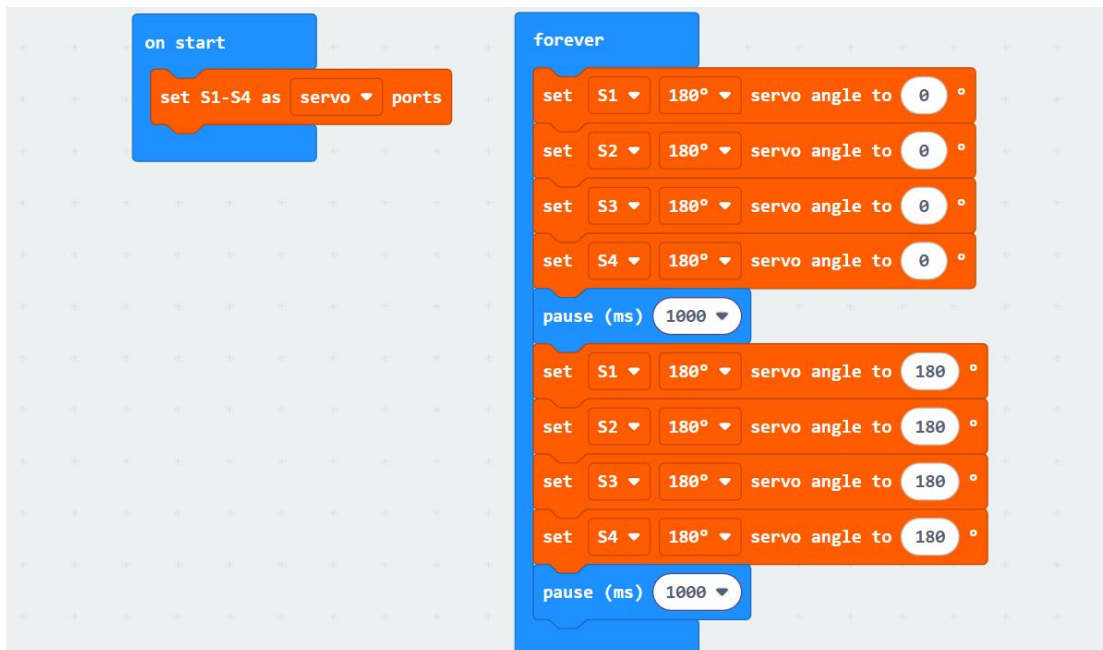 on start
set S1-S4 as servo ports
forever
set S1 180° servo angle to 0 °
set S2 180° servo angle to 0 °
set S3 180° servo angle to 0 °
set S4 180° servo angle to 0 °
pause (ms) 1000
set S1 180° servo angle to 180 °
set S2 180° servo angle to 180 °
set S3 180° servo angle to 180 °
set S4 180° servo angle to 180 °
pause (ms) 1000